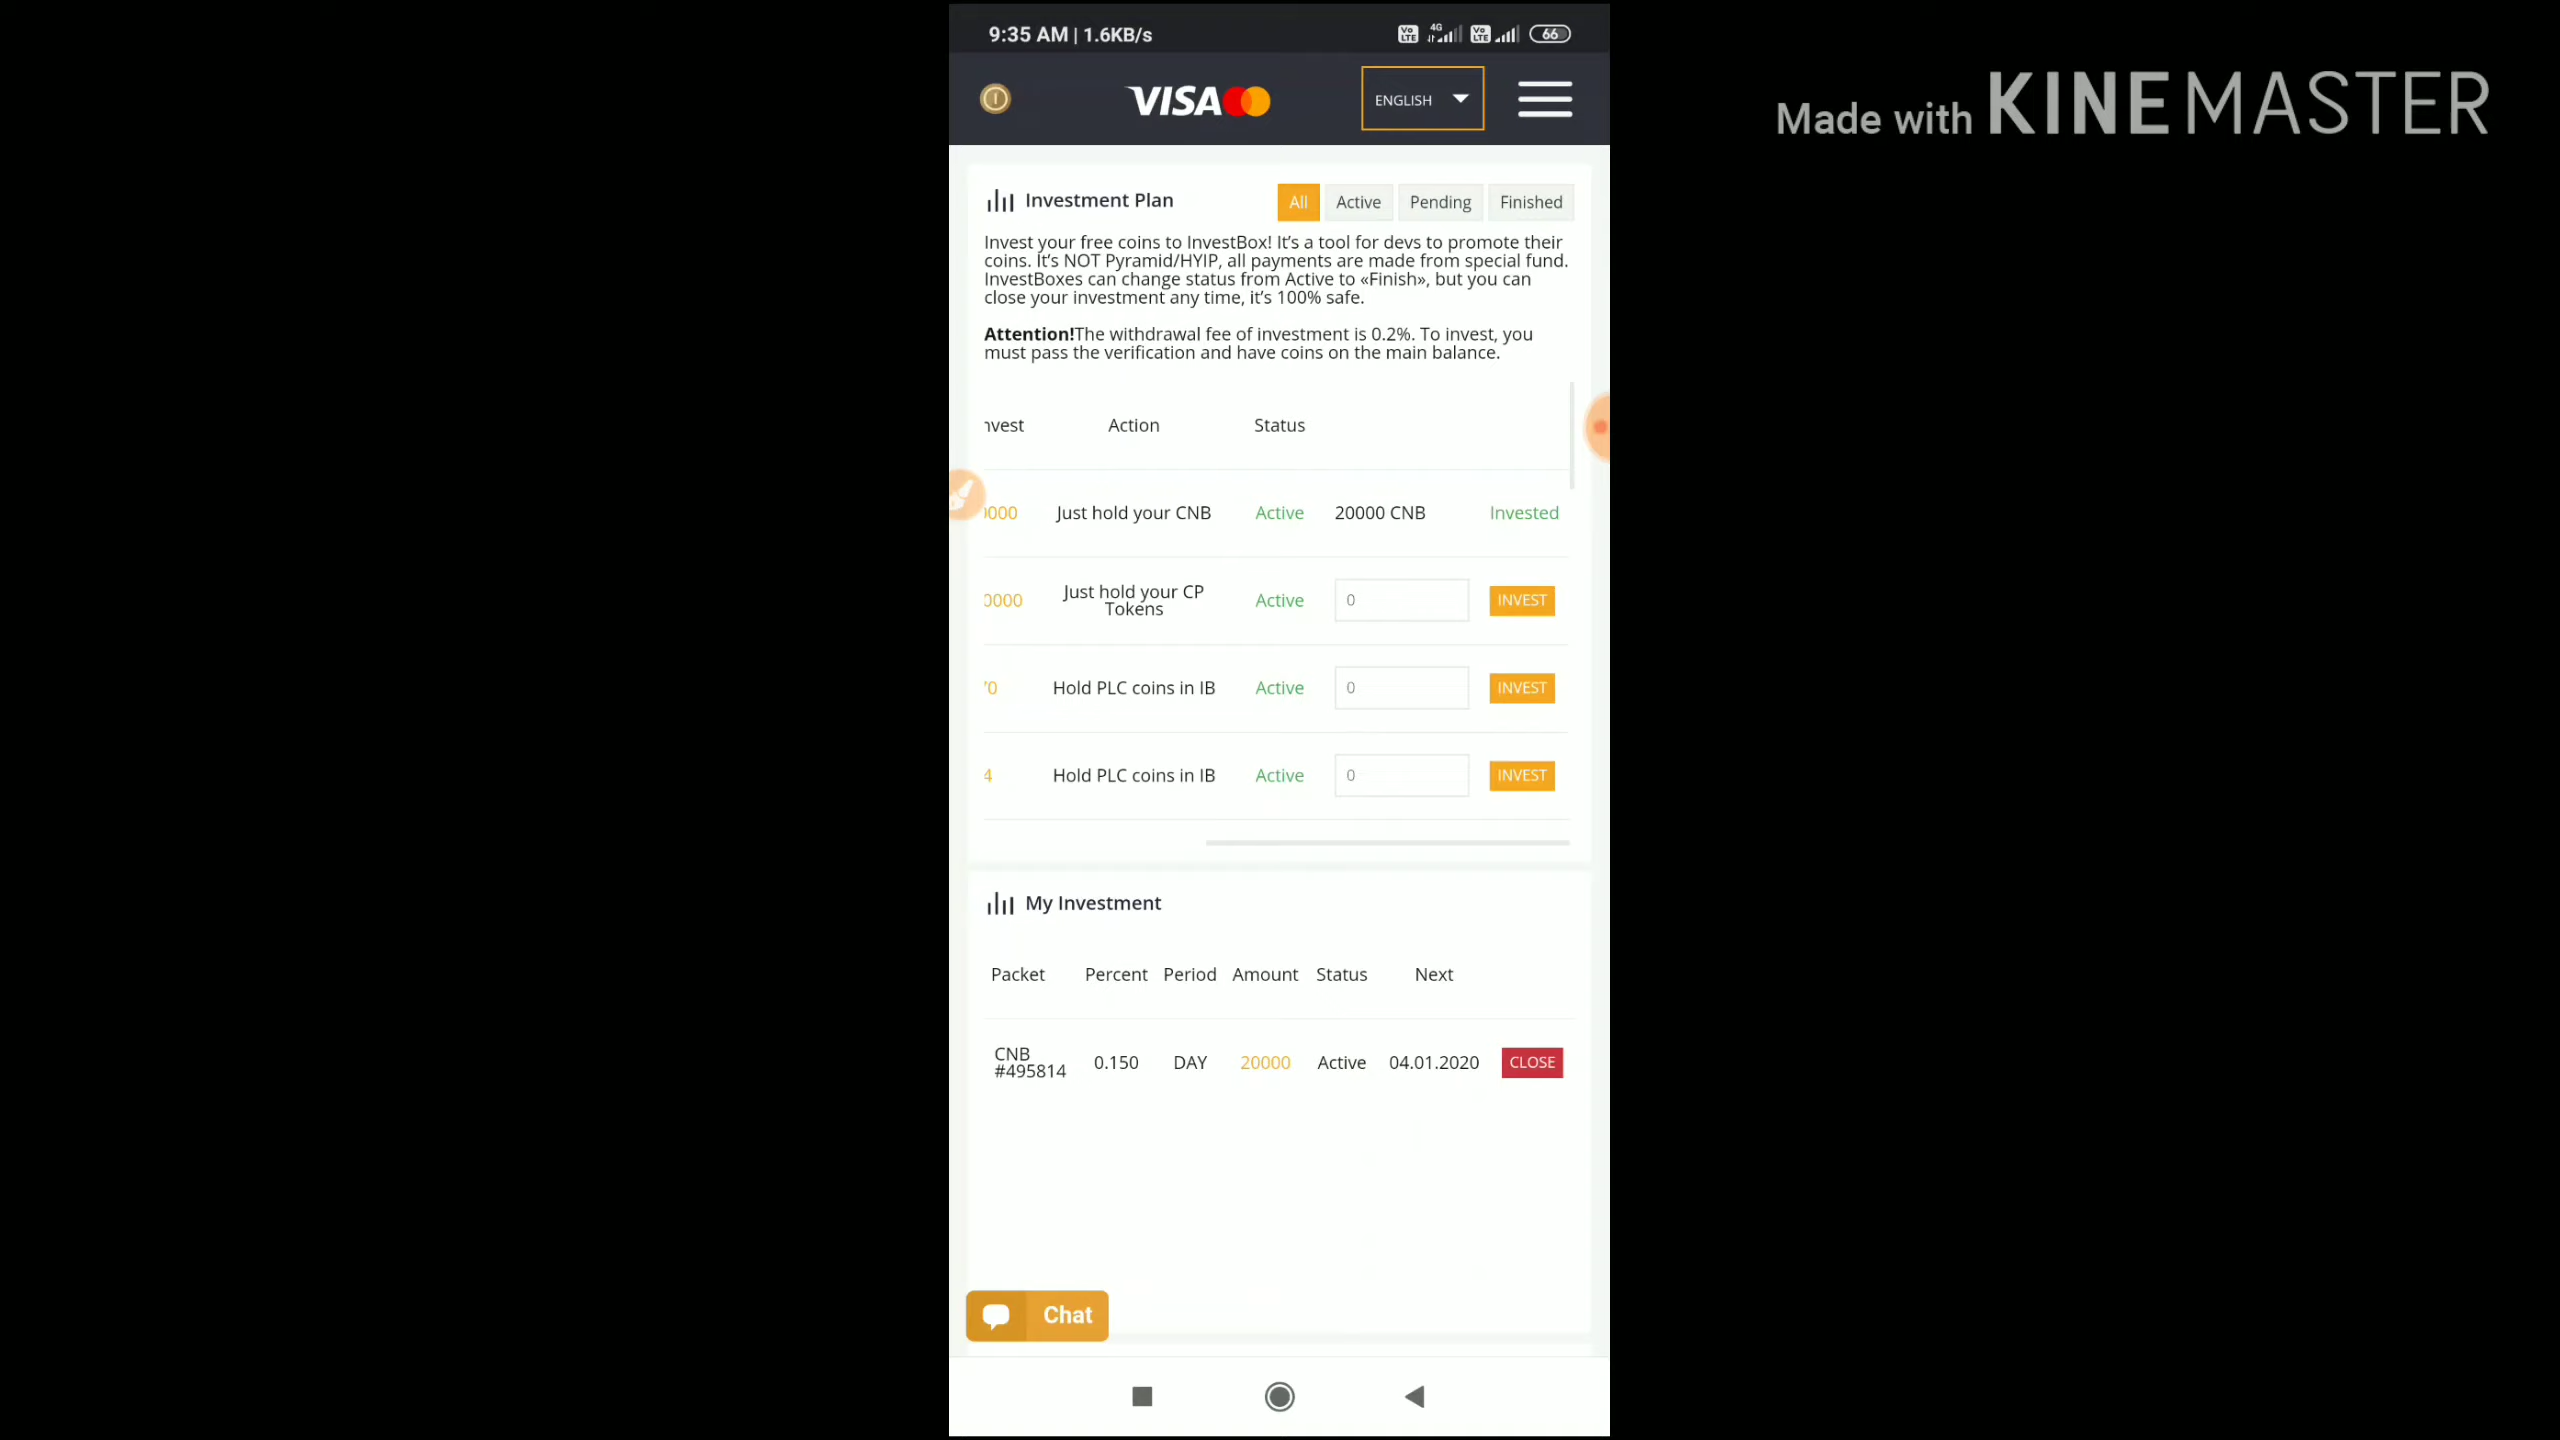 9:35 AM | 1.6KB/s
4G
66
VISA
ENGLISH
Made with KINEMASTER
Investment Plan
All
Active
Pending
Finished
Invest your free coins to InvestBox! It's a tool for devs to promote their
coins. It's NOT Pyramid/HYIP, all payments are made from special fund.
InvestBoxes can change status from Active to «Finish», but you can
close your investment any time, it's 100% safe.
Attention!The withdrawal fee of investment is 0.2%. To invest, you
must pass the verification and have coins on the main balance.
nvest Action Status
0000 Just hold your CNB Active 20000 CNB Invested
0000 Just hold your CP
Tokens Active 0 INVEST
70 Hold PLC coins in IB Active 0 INVEST
4 Hold PLC coins in IB Active 0 INVEST
My Investment
Packet Percent Period Amount Status Next
CNB
#495814 0.150 DAY 20000 Active 04.01.2020 CLOSE
Chat